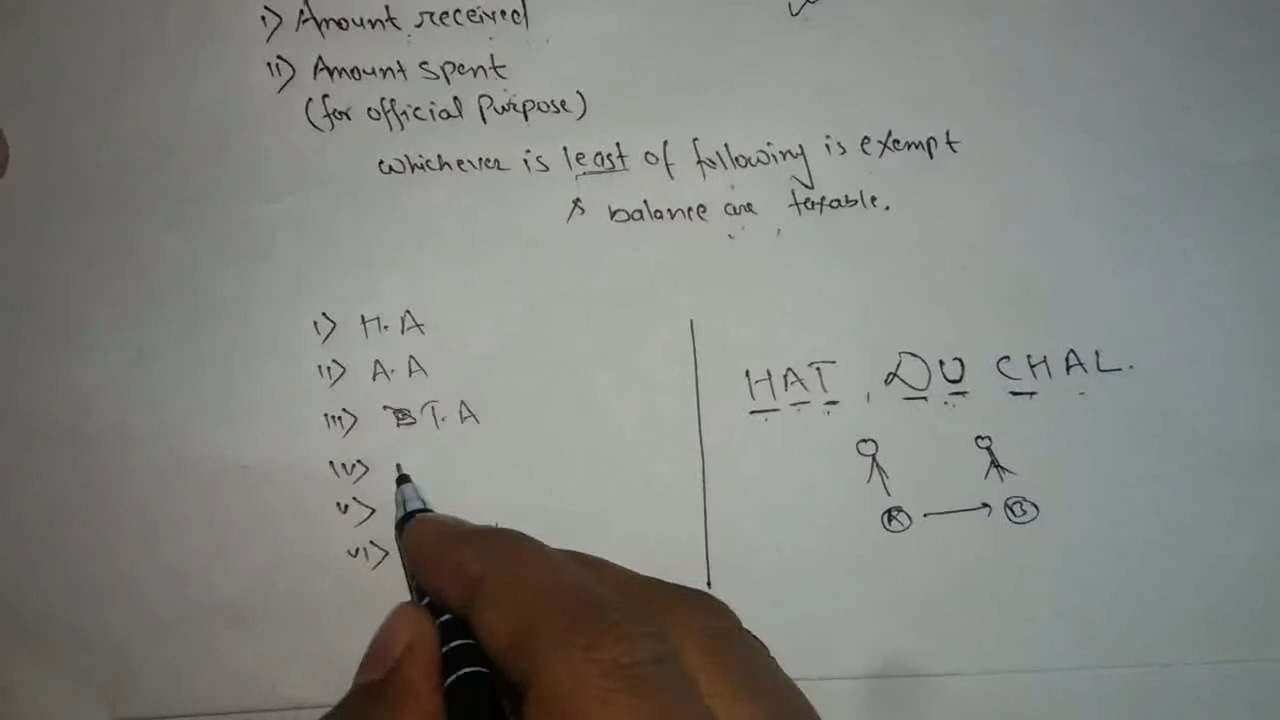 i) Amount received
ii) Amount spent
(for official Purpose)
whichever is least of following is exempt
& balance are taxable.
i) H.A
ii) A.A
iii) T.A
iv)
v)
vi)
HAT, DU CHAL.
A → B